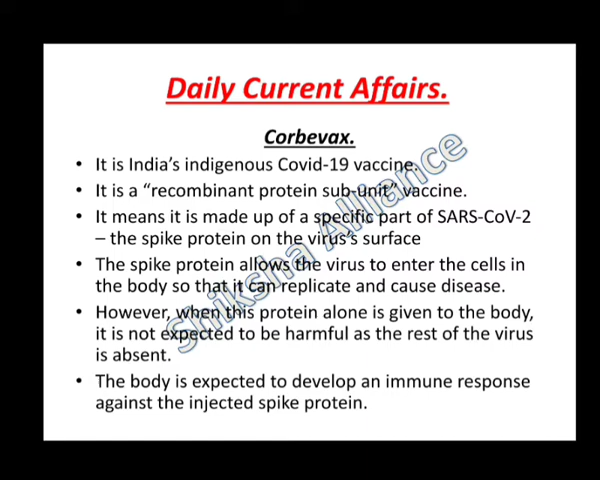 Daily Current Affairs.
Corbevax.
• It is India's indigenous Covid-19 vaccine.
• It is a “recombinant protein sub-unit” vaccine.
• It means it is made up of a specific part of SARS-CoV-2
– the spike protein on the virus's surface
• The spike protein allows the virus to enter the cells in
the body so that it can replicate and cause disease.
• However, when this protein alone is given to the body,
it is not expected to be harmful as the rest of the virus
is absent.
• The body is expected to develop an immune response
against the injected spike protein.
Shiksha Alliance